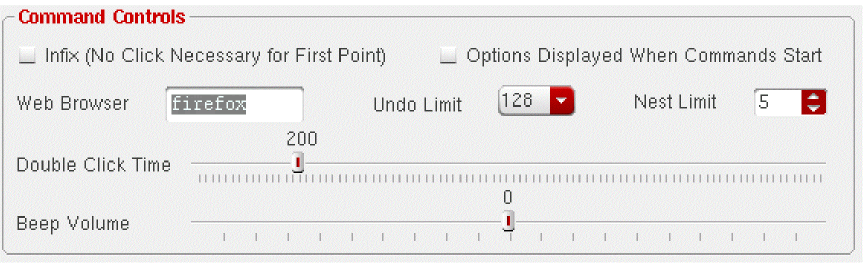 Command Controls
Infix (No Click Necessary for First Point) Options Displayed When Commands Start
Web Browser firefox Undo Limit 128 Nest Limit 5
200
Double Click Time
0
Beep Volume